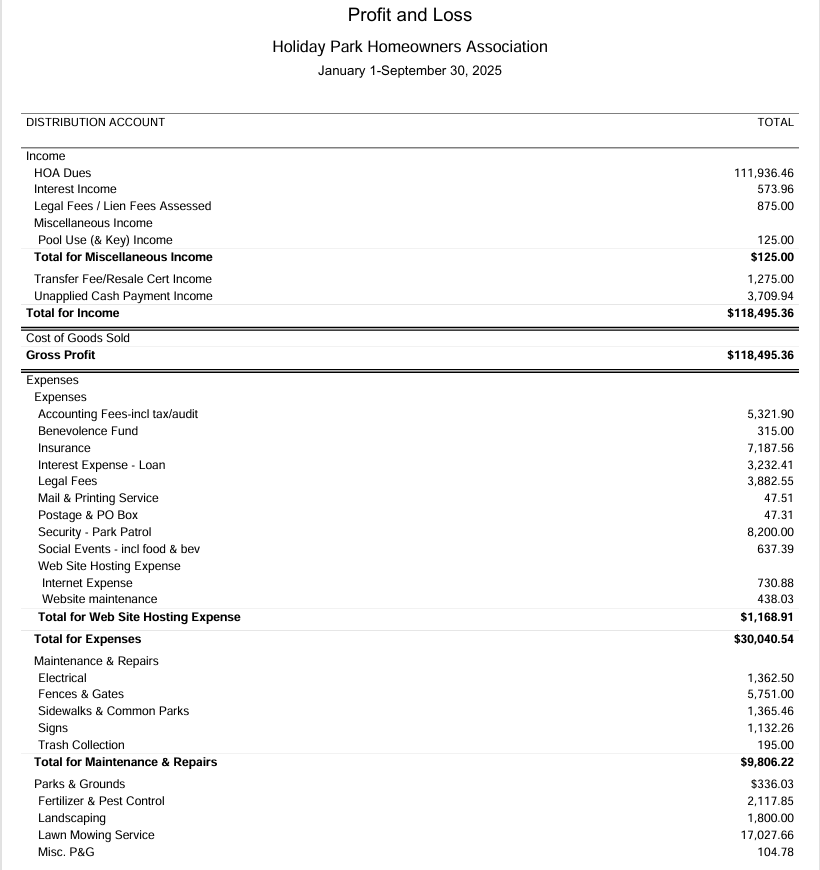 Profit and Loss
Holiday Park Homeowners Association
January 1-September 30, 2025
DISTRIBUTION ACCOUNT TOTAL
Income
HOA Dues 111,936.46
Interest Income 573.96
Legal Fees / Lien Fees Assessed 875.00
Miscellaneous Income
Pool Use (& Key) Income 125.00
Total for Miscellaneous Income $125.00
Transfer Fee/Resale Cert Income 1,275.00
Unapplied Cash Payment Income 3,709.94
Total for Income $118,495.36
Cost of Goods Sold
Gross Profit $118,495.36
Expenses
Expenses
Accounting Fees-incl tax/audit 5,321.90
Benevolence Fund 315.00
Insurance 7,187.56
Interest Expense - Loan 3,232.41
Legal Fees 3,882.55
Mail & Printing Service 47.51
Postage & PO Box 47.31
Security - Park Patrol 8,200.00
Social Events - incl food & bev 637.39
Web Site Hosting Expense
Internet Expense 730.88
Website maintenance 438.03
Total for Web Site Hosting Expense $1,168.91
Total for Expenses $30,040.54
Maintenance & Repairs
Electrical 1,362.50
Fences & Gates 5,751.00
Sidewalks & Common Parks 1,365.46
Signs 1,132.26
Trash Collection 195.00
Total for Maintenance & Repairs $9,806.22
Parks & Grounds $336.03
Fertilizer & Pest Control 2,117.85
Landscaping 1,800.00
Lawn Mowing Service 17,027.66
Misc. P&G 104.78